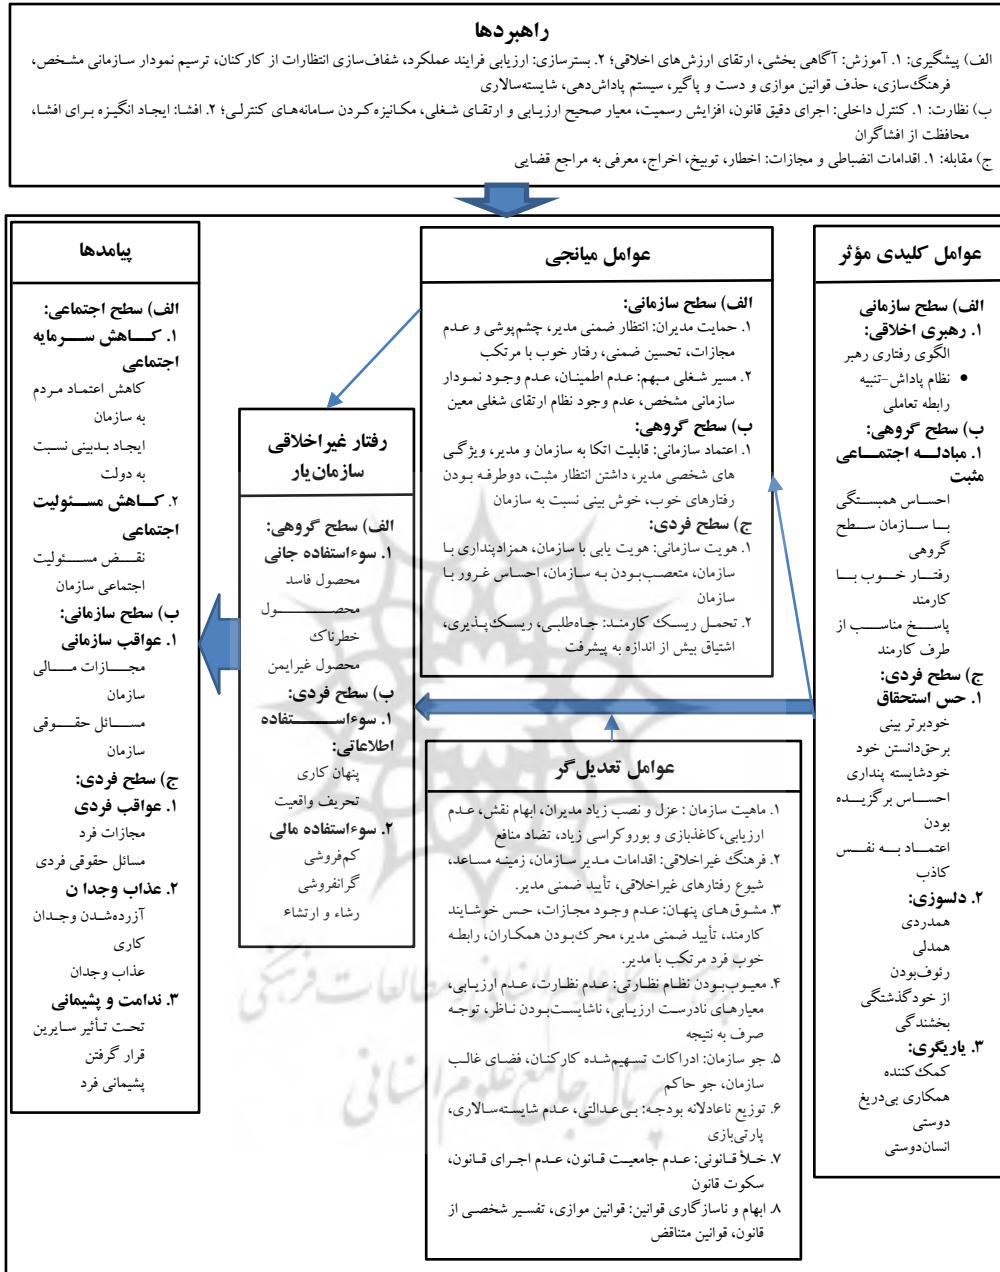 راهبردها
الف) پیشگیری: ۱. آموزش: آگاهی بخشی، ارتقای ارزش‌های اخلاقی؛ ۲. بسترسازی: ارزیابی فرایند عملکرد، شفاف‌سازی انتظارات از کارکنان، ترسیم نمودار سازمانی مشخص،
فرهنگ‌سازی، حذف قوانین موازی و دست و پاگیر، سیستم پاداش‌دهی، شایسته‌سالاری
ب) نظارت: ۱. کنترل داخلی: اجرای دقیق قانون، افزایش رسمیت، معیار صحیح ارزیابی و ارتقای شغلی، مکانیزه کردن سامانه‌های کنترلی؛ ۲. افشا: ایجاد انگیزه برای افشا،
محافظت از افشاگران
ج) مقابله: ۱. اقدامات انضباطی و مجازات: اخطار، توبیخ، اخراج، معرفی به مراجع قضایی
عوامل کلیدی مؤثر
الف) سطح سازمانی
۱. رهبری اخلاقی:
الگوی رفتاری رهبر
• نظام پاداش-تنبیه
رابطه تعاملی
ب) سطح گروهی:
۱. مبادله اجتماعی
مثبت
احساس همبستگی
با سازمان سطح
گروهی
رفتار خوب با
کارمند
پاسخ مناسب از
طرف کارمند
ج) سطح فردی:
۱. حس استحقاق
خودبرتر بینی
برحق‌دانستن خود
خودشایسته پنداری
احساس برگزیده
بودن
اعتماد به نفس
کاذب
۲. دلسوزی:
همدردی
همدلی
رئوف‌بودن
از خودگذشتگی
بخشندگی
۳. یاریگری:
کمک‌کننده
همکاری بی‌دریغ
دوستی
انسان‌دوستی
عوامل میانجی
الف) سطح سازمانی:
۱. حمایت مدیران: انتظار ضمنی مدیر، چشم‌پوشی و عدم
مجازات، تحسین ضمنی، رفتار خوب با مرتکب
۲. مسیر شغلی مبهم: عدم اطمینان، عدم وجود نمودار
سازمانی مشخص، عدم وجود نظام ارتقای شغلی معین
ب) سطح گروهی:
۱. اعتماد سازمانی: قابلیت اتکا به سازمان و مدیر، ویژگی
های شخصی مدیر، داشتن انتظار مثبت، دوطرفه بودن
رفتارهای خوب، خوش بینی نسبت به سازمان
ج) سطح فردی:
۱. هویت سازمانی: هویت یابی با سازمان، همزادپنداری با
سازمان، متعصب‌بودن به سازمان، احساس غرور با
سازمان
۲. تحمل ریسک کارمند: جاه‌طلبی، ریسک‌پذیری،
اشتیاق بیش از اندازه به پیشرفت
عوامل تعدیل‌گر
۱. ماهیت سازمان : عزل و نصب زیاد مدیران، ابهام نقش، عدم
ارزیابی،کاغذبازی و بوروکراسی زیاد، تضاد منافع
۲. فرهنگ غیراخلاقی: اقدامات مدیر سازمان، زمینه مساعد،
شیوع رفتارهای غیراخلاقی، تأیید ضمنی مدیر.
۳. مشوق‌های پنهان: عدم وجود مجازات، حس خوشایند
کارمند، تأیید ضمنی مدیر، محرک‌بودن همکاران، رابطه
خوب فرد مرتکب با مدیر.
۴. معیوب‌بودن نظام نظارتی: عدم نظارت، عدم ارزیابی،
معیارهای نادرست ارزیابی، ناشایست‌بودن ناظر، توجه
صرف به نتیجه
۵. جو سازمان: ادراکات تسهیم‌شده کارکنان، فضای غالب
سازمان، جو حاکم
۶. توزیع ناعادلانه بودجه: بی‌عدالتی، عدم شایسته‌سالاری،
پارتی‌بازی
۷. خلأ قانونی: عدم جامعیت قانون، عدم اجرای قانون،
سکوت قانون
۸. ابهام و ناسازگاری قوانین: قوانین موازی، تفسیر شخصی از
قانون، قوانین متناقض
رفتار غیراخلاقی
سازمان‌یار
الف) سطح گروهی:
۱. سوءاستفاده جانی
محصول فاسد
محصول
خطرناک
محصول غیرایمن
ب) سطح فردی:
۱. سوءاستفاده
اطلاعاتی:
پنهان کاری
تحریف واقعیت
۲. سوءاستفاده مالی
کم‌فروشی
گرانفروشی
رشاء و ارتشاء
پیامدها
الف) سطح اجتماعی:
۱. کاهش سرمایه
اجتماعی
کاهش اعتماد مردم
به سازمان
ایجاد بدبینی نسبت
به دولت
۲. کاهش مسئولیت
اجتماعی
نقض مسئولیت
اجتماعی سازمان
ب) سطح سازمانی:
۱. عواقب سازمانی
مجازات مالی
سازمان
مسائل حقوقی
سازمان
ج) سطح فردی:
۱. عواقب فردی
مجازات فرد
مسائل حقوقی فردی
۲. عذاب وجدا ن
آزرده‌شدن وجدان
کاری
عذاب وجدان
۳. ندامت و پشیمانی
تحت تأثیر سایرین
قرار گرفتن
پشیمانی فرد
پژوهشگاه علوم انسانی و مطالعات فرهنگی
پرتال جامع علوم انسانی